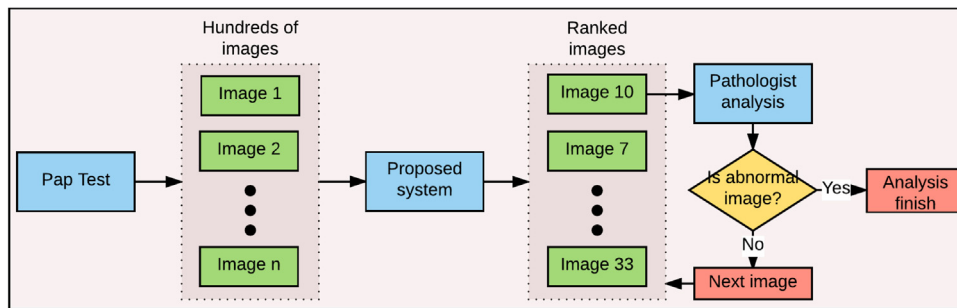 Hundreds of
images
Ranked
images
Pap Test
Image 1
Image 2
Image n
Proposed
system
Image 10
Image 7
Image 33
Pathologist
analysis
Is abnormal
image?
Yes
Analysis
finish
No
Next image